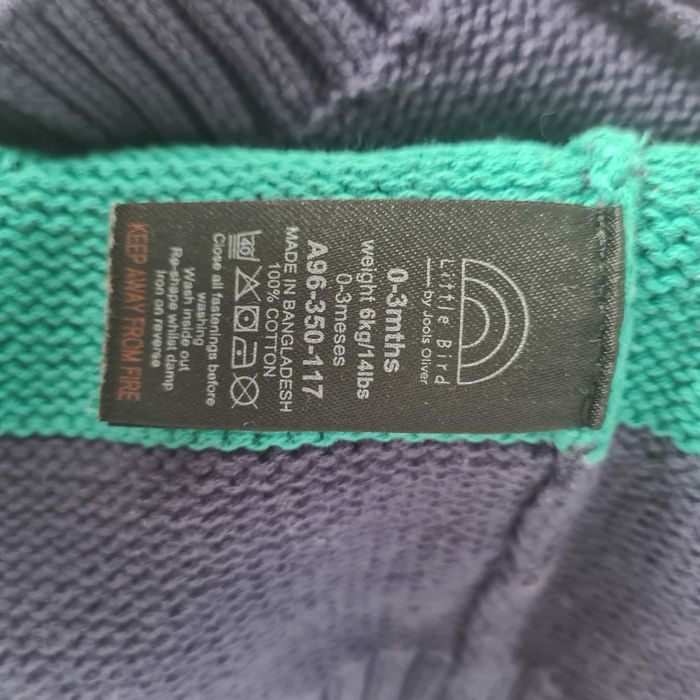 Little Bird
by Jools Oliver
0-3mths
weight 6kg/14lbs
0-3meses
A96-350-117
MADE IN BANGLADESH
100% COTTON
40
Close all fastenings before
washing
Wash inside out
Re-shape whilst damp
Iron on reverse
KEEP AWAY FROM FIRE